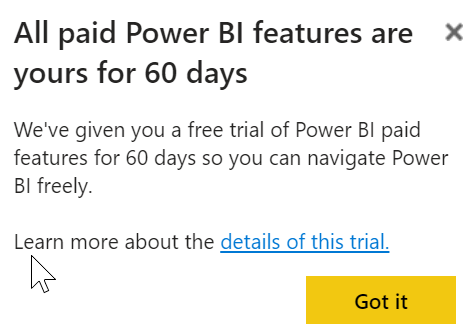 All paid Power BI features are
yours for 60 days
We've given you a free trial of Power BI paid
features for 60 days so you can navigate Power
BI freely.
Learn more about the details of this trial.
Got it